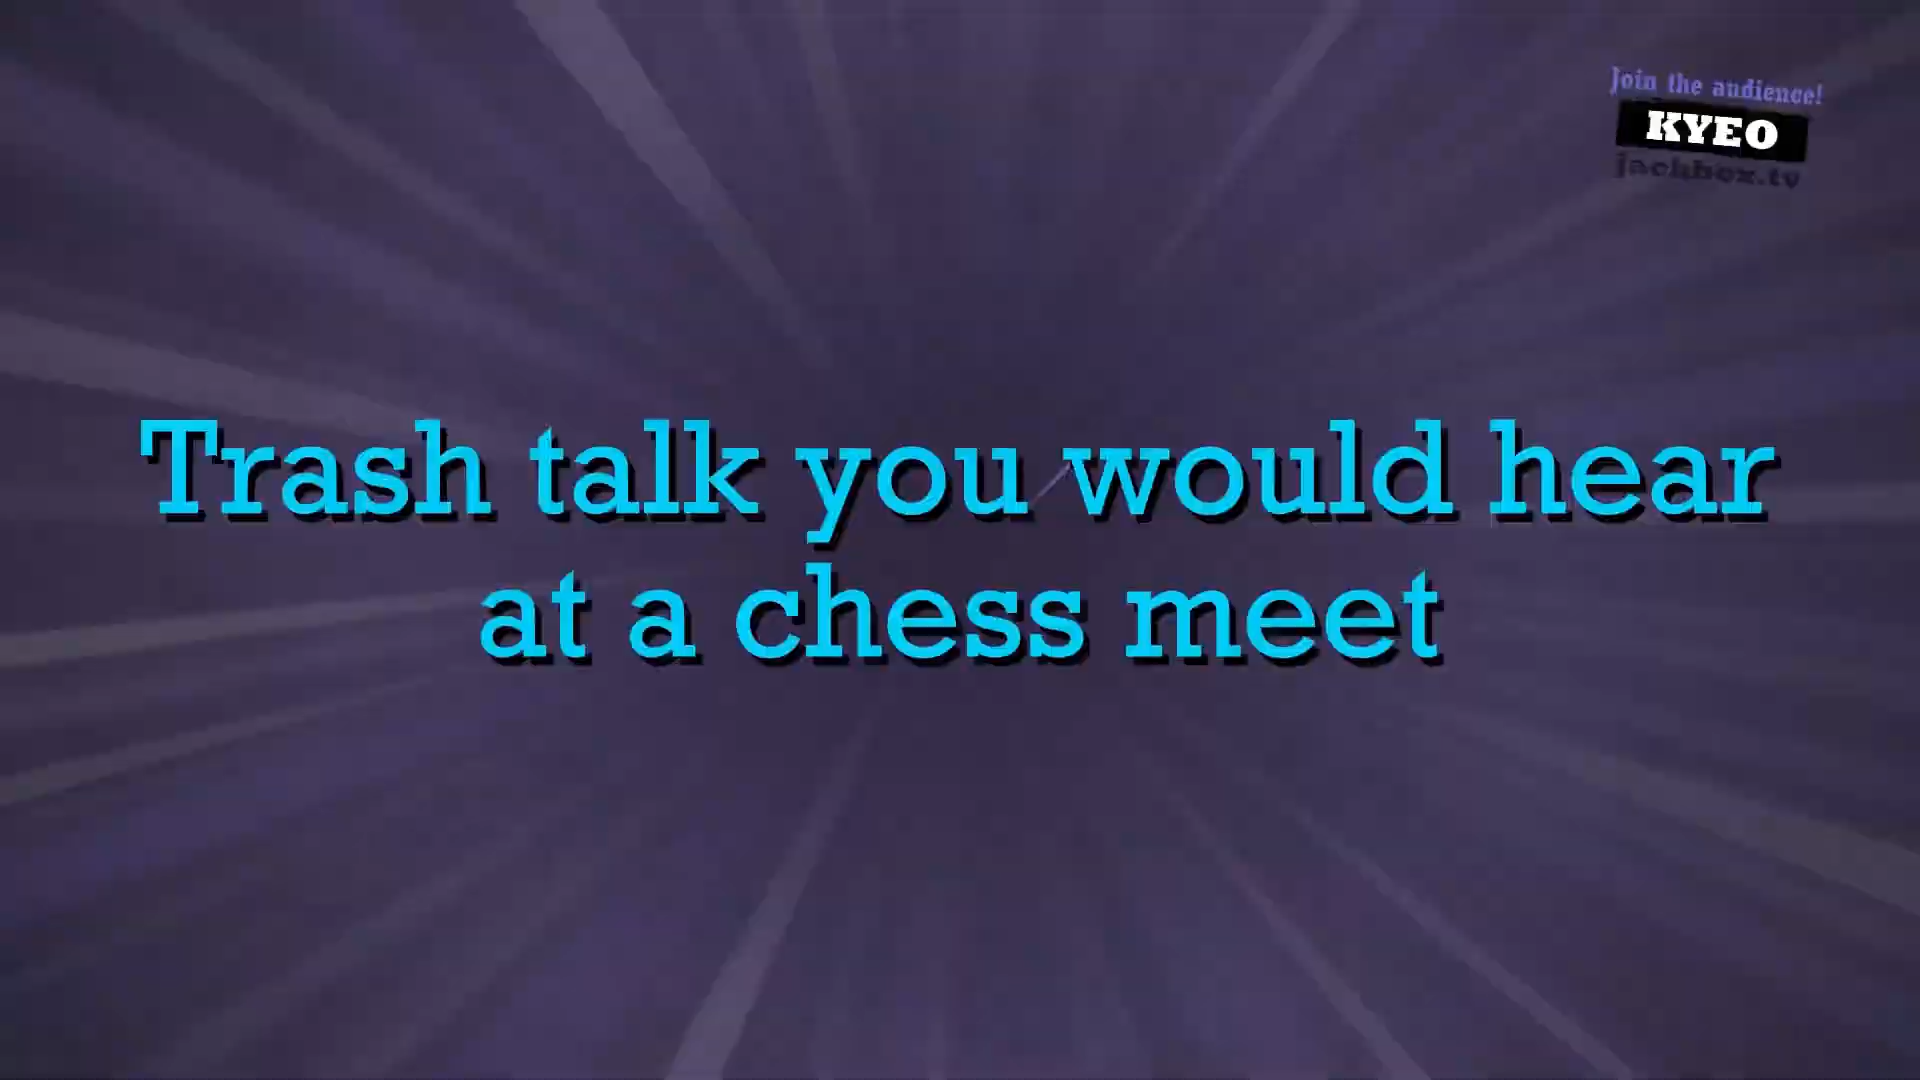 Join the audience!
KYEO
jackbox.tv
Trash talk you would hear
at a chess meet